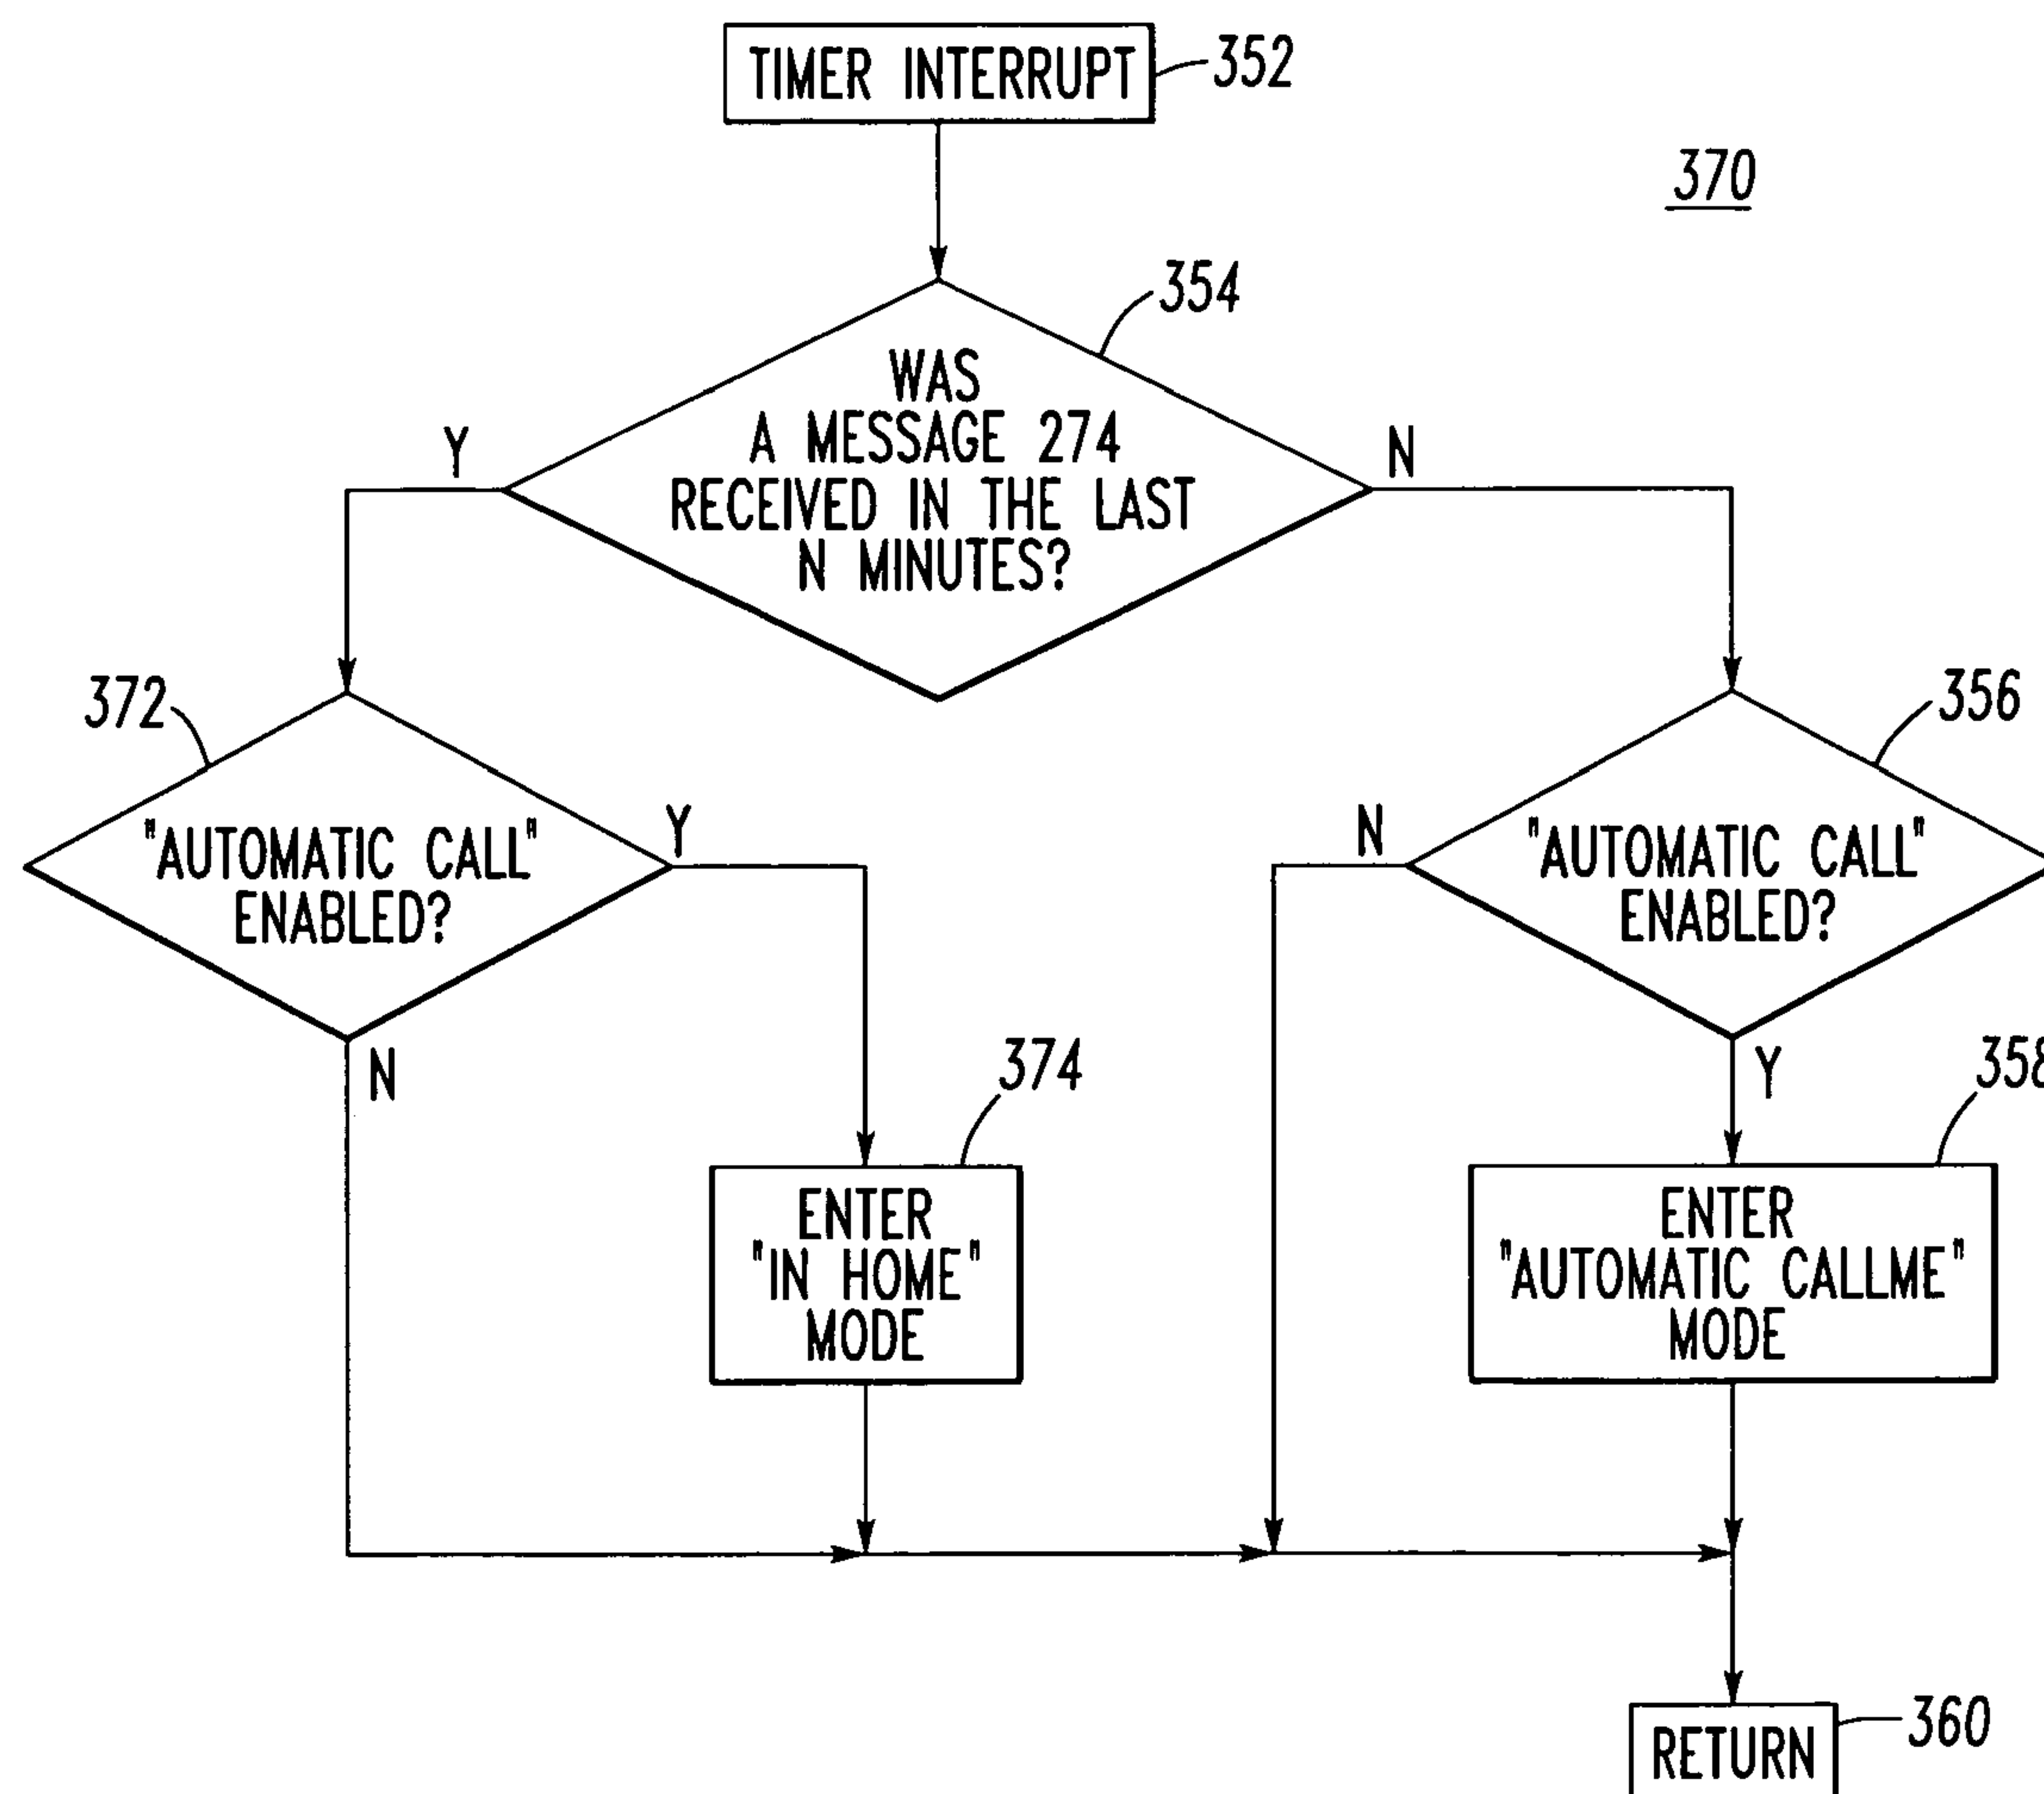 TIMER INTERRUPT
352
370
354
WAS
A MESSAGE 274
RECEIVED IN THE LAST
N MINUTES?
Y
N
372
356
"AUTOMATIC CALL"
ENABLED?
Y
N
N
"AUTOMATIC CALL"
ENABLED?
Y
374
358
ENTER
"IN HOME"
MODE
ENTER
"AUTOMATIC CALLME"
MODE
RETURN
360